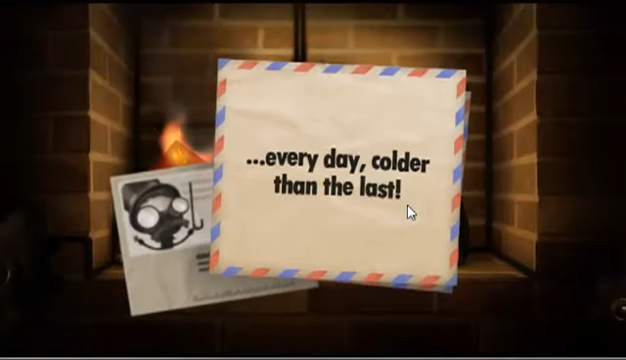 ...every day, colder
than the last!